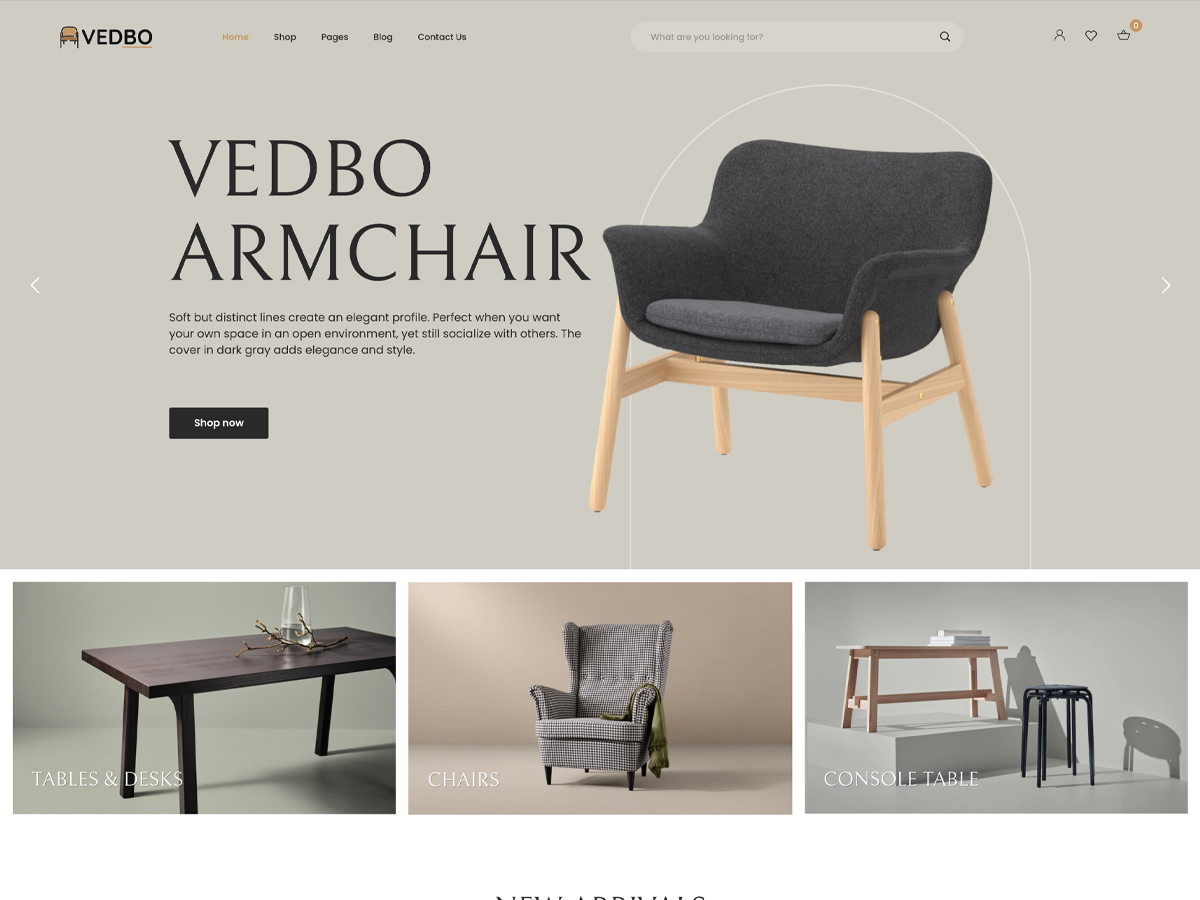 VEDBO
Home
Shop
Pages
Blog
Contact Us
What are you looking for?
0
VEDBO
ARMCHAIR
Soft but distinct lines create an elegant profile. Perfect when you want
your own space in an open environment, yet still socialize with others. The
cover in dark gray adds elegance and style.
Shop now
TABLES & DESKS
CHAIRS
CONSOLE TABLE
NEW ARRIVALS